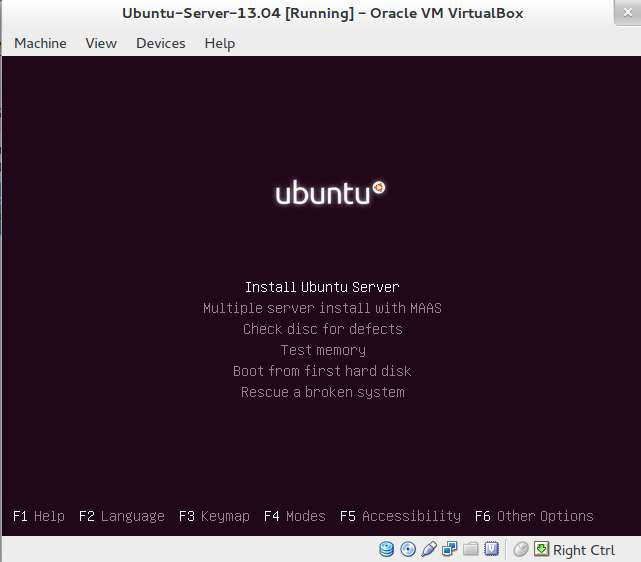 Ubuntu-Server-13.04 [Running] - Oracle VM VirtualBox
Machine View Devices Help
ubuntu
Install Ubuntu Server
Multiple server install with MAAS
Check disc for defects
Test memory
Boot from first hard disk
Rescue a broken system
F1 Help F2 Language F3 Keymap F4 Modes F5 Accessibility F6 Other Options
Right Ctrl